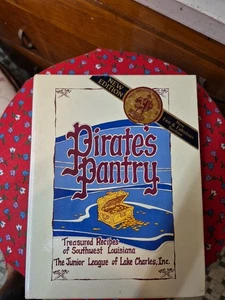 NEW
EDITION
Pirate's
Pantry
Treasured Recipes
of Southwest Louisiana
The Junior League of Lake Charles, Inc.